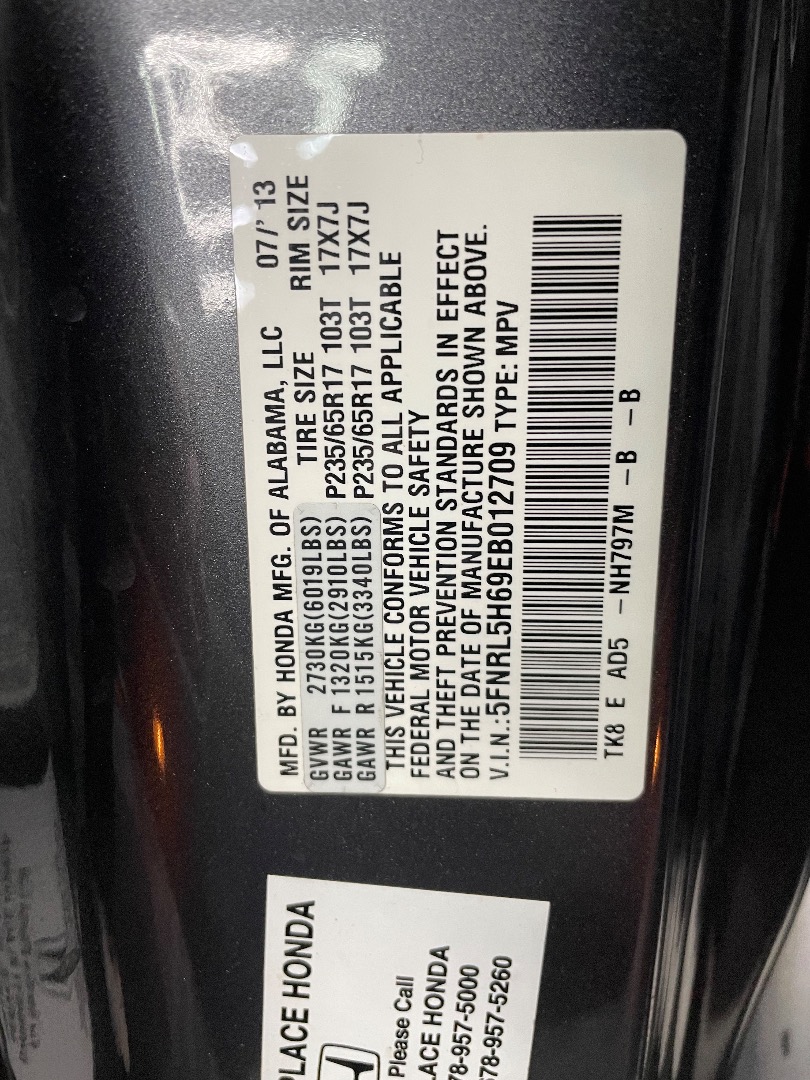 MFD. BY HONDA MFG. OF ALABAMA, LLC 07/'13
TIRE SIZE RIM SIZE
GVWR 2730KG(6019LBS)
GAWR F 1320KG(2910LBS) P235/65R17 103T 17X7J
GAWR R 1515KG(3340LBS) P235/65R17 103T 17X7J
THIS VEHICLE CONFORMS TO ALL APPLICABLE
FEDERAL MOTOR VEHICLE SAFETY
AND THEFT PREVENTION STANDARDS IN EFFECT
ON THE DATE OF MANUFACTURE SHOWN ABOVE.
V.I.N.:5FNRL5H69EB012709 TYPE: MPV
TK8 E AD5 -NH797M -B -B
PLACE HONDA
Please Call
LACE HONDA
78-957-5000
678-957-5260